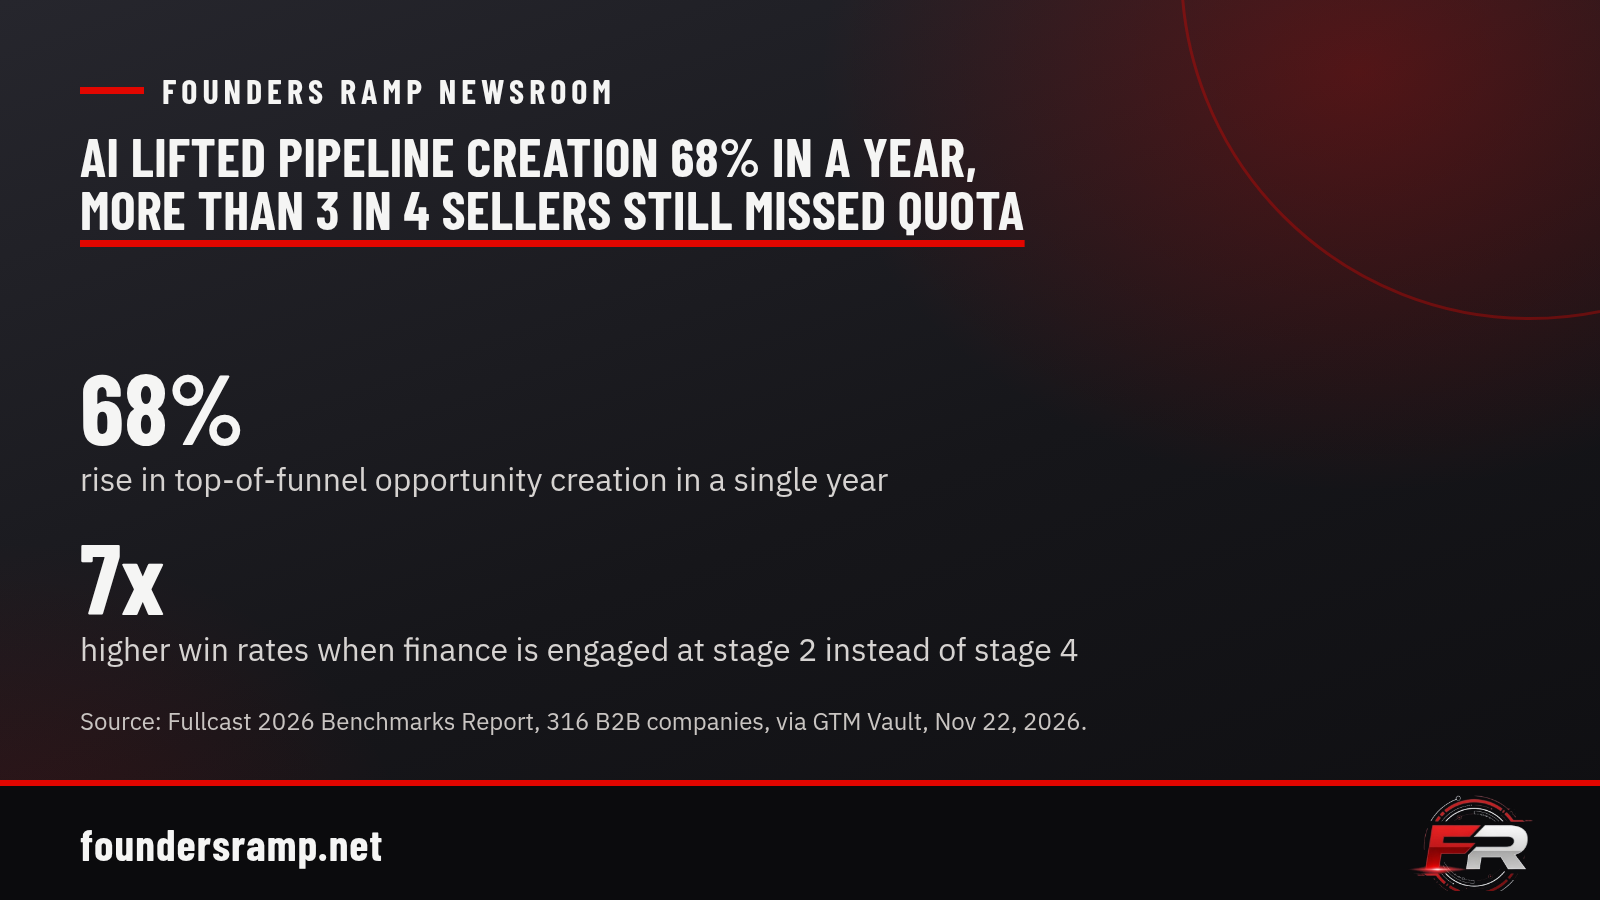 FOUNDERS RAMP NEWSROOM
AI LIFTED PIPELINE CREATION 68% IN A YEAR,
MORE THAN 3 IN 4 SELLERS STILL MISSED QUOTA
68%
rise in top-of-funnel opportunity creation in a single year
7x
higher win rates when finance is engaged at stage 2 instead of stage 4
Source: Fullcast 2026 Benchmarks Report, 316 B2B companies, via GTM Vault, Nov 22, 2026.
foundersramp.net
FR